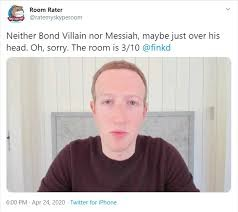 Room Rater
@ratemyskyperoom
Neither Bond Villain nor Messiah, maybe just over his
head. Oh, sorry. The room is 3/10 @finkd
6:00 PM · Apr 24, 2020 · Twitter for iPhone